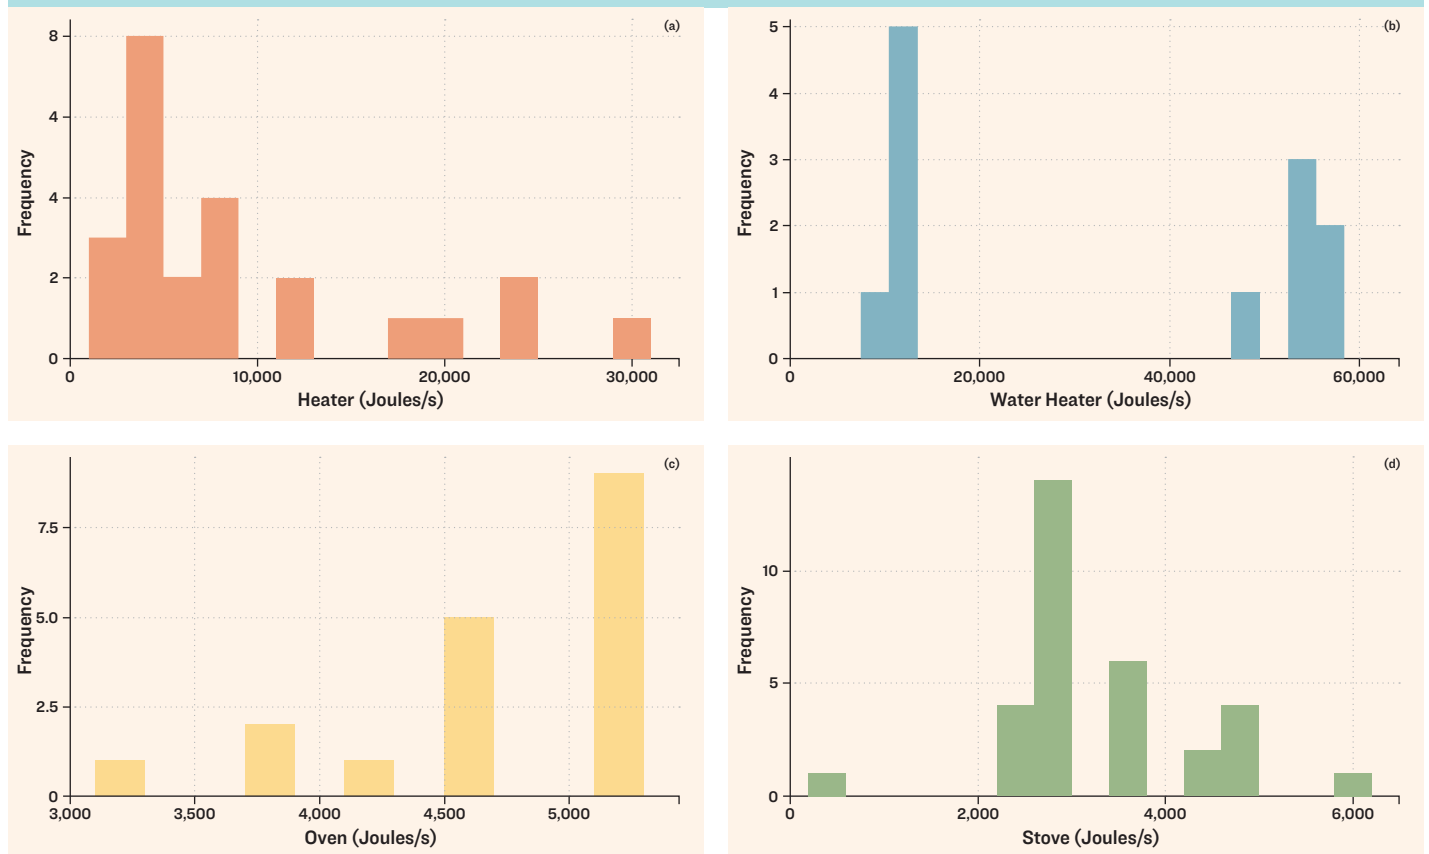 (a)
8
4
4
2
0
0 10,000 20,000 30,000
Frequency
Heater (Joules/s)
(b)
5
4
3
2
1
0
0 20,000 40,000 60,000
Frequency
Water Heater (Joules/s)
(c)
7.5
5.0
2.5
0
3,000 3,500 4,000 4,500 5,000
Frequency
Oven (Joules/s)
(d)
10
5
0
0 2,000 4,000 6,000
Frequency
Stove (Joules/s)